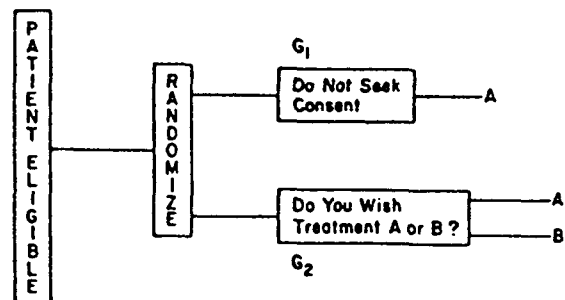 PATIENT ELIGIBLE
RANDOMIZE
G₁
Do Not Seek
Consent
A
Do You Wish
Treatment A or B?
A
B
G₂